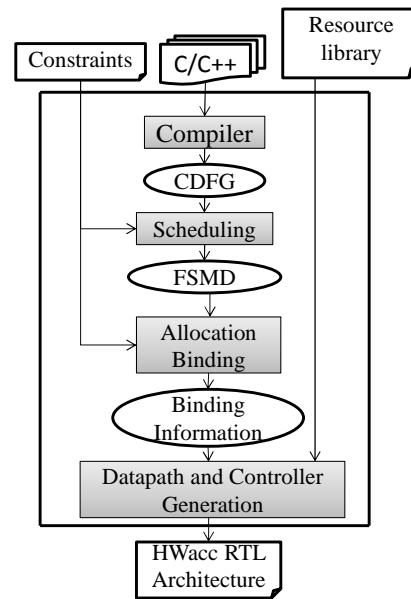 Resource
library
Constraints
C/C++
Compiler
CDFG
Scheduling
FSMD
Allocation
Binding
Binding
Information
Datapath and Controller
Generation
HWacc RTL
Architecture